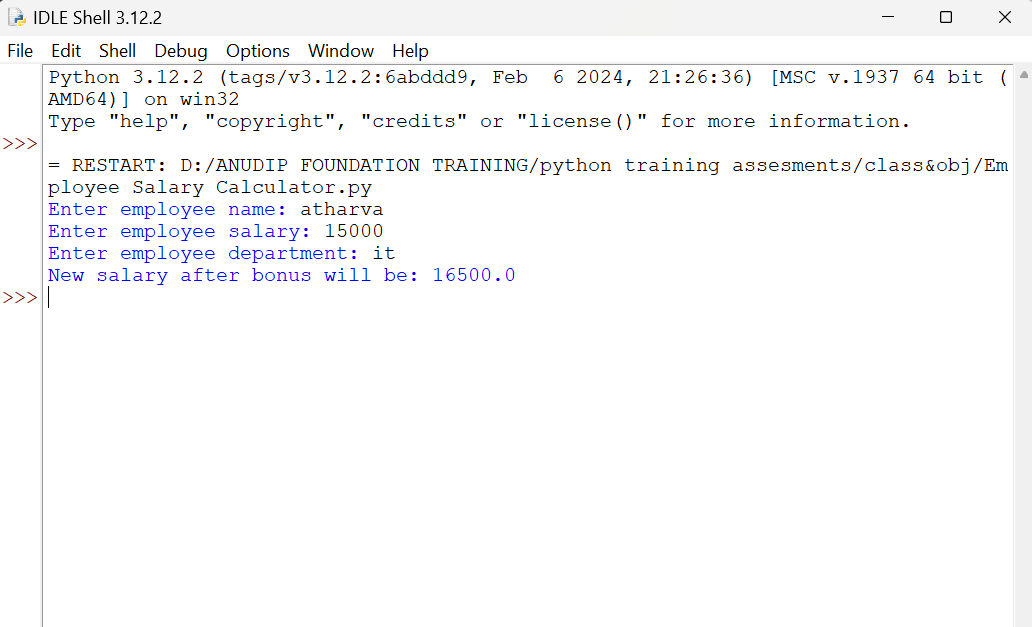 IDLE Shell 3.12.2
File Edit Shell Debug Options Window Help
Python 3.12.2 (tags/v3.12.2:6abddd9, Feb  6 2024, 21:26:36) [MSC v.1937 64 bit (
AMD64)] on win32
Type "help", "copyright", "credits" or "license()" for more information.
>>>
= RESTART: D:/ANUDIP FOUNDATION TRAINING/python training assesments/class&obj/Em
ployee Salary Calculator.py
Enter employee name: atharva
Enter employee salary: 15000
Enter employee department: it
New salary after bonus will be: 16500.0
>>>